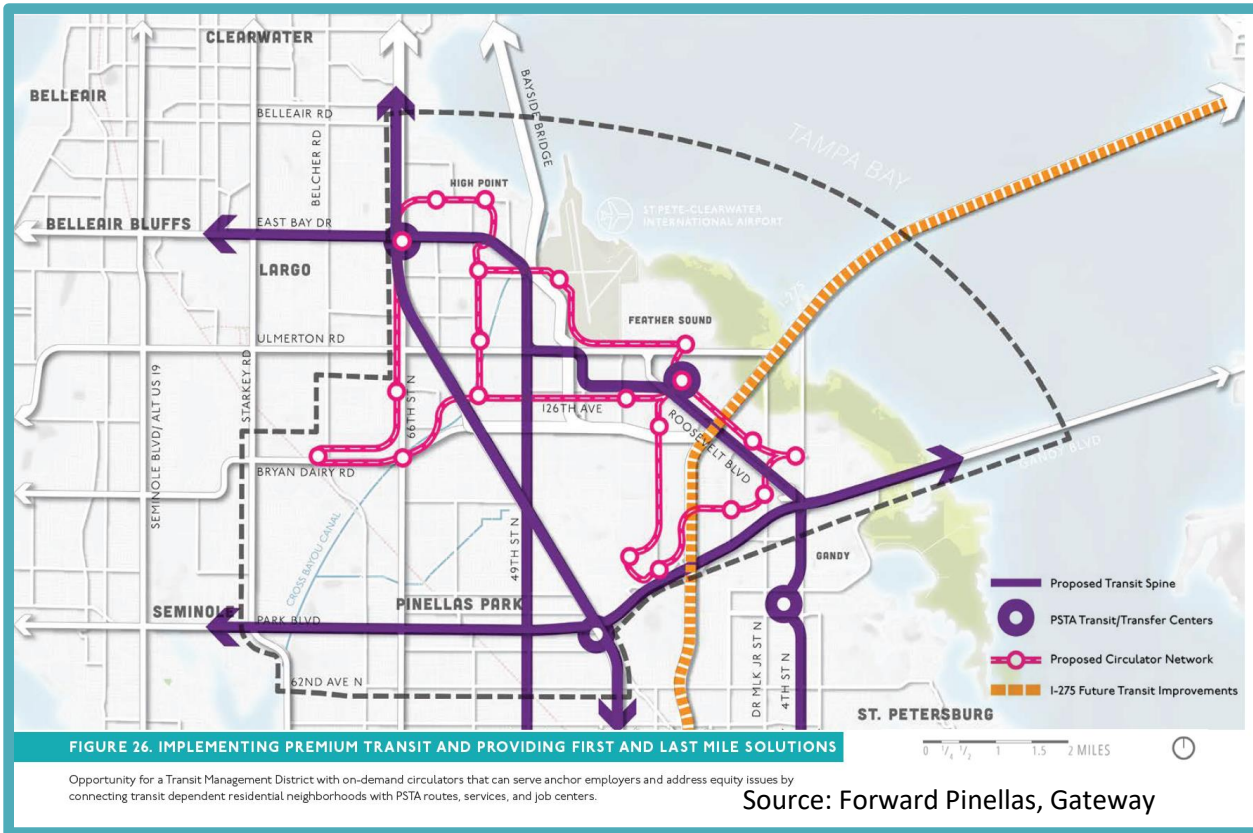 CLEARWATER
BELLEAIR
BELLEAIR RD
BELCHER RD
BAYSIDE BRIDGE
TAMPA BAY
HIGH POINT
ST PETE-CLEARWATER
INTERNATIONAL AIRPORT
BELLEAIR BLUFFS
EAST BAY DR
LARGO
I-275
FEATHER SOUND
ULMERTON RD
SEMINOLE BLVD/ ALT US 19
STARKEY RD
66TH ST N
126TH AVE
ROOSEVELT BLVD
GANDY BLVD
BRYAN DAIRY RD
CROSS BAYOU CANAL
49TH ST N
GANDY
SEMINOLE
PARK BLVD
PINELLAS PARK
62ND AVE N
DR MLK JR ST N
4TH ST N
ST. PETERSBURG
Proposed Transit Spine
PSTA Transit/Transfer Centers
Proposed Circulator Network
I-275 Future Transit Improvements
FIGURE 26. IMPLEMENTING PREMIUM TRANSIT AND PROVIDING FIRST AND LAST MILE SOLUTIONS
0 1/4 1/2 1 1.5 2 MILES
Opportunity for a Transit Management District with on-demand circulators that can serve anchor employers and address equity issues by
connecting transit dependent residential neighborhoods with PSTA routes, services, and job centers.
Source: Forward Pinellas, Gateway